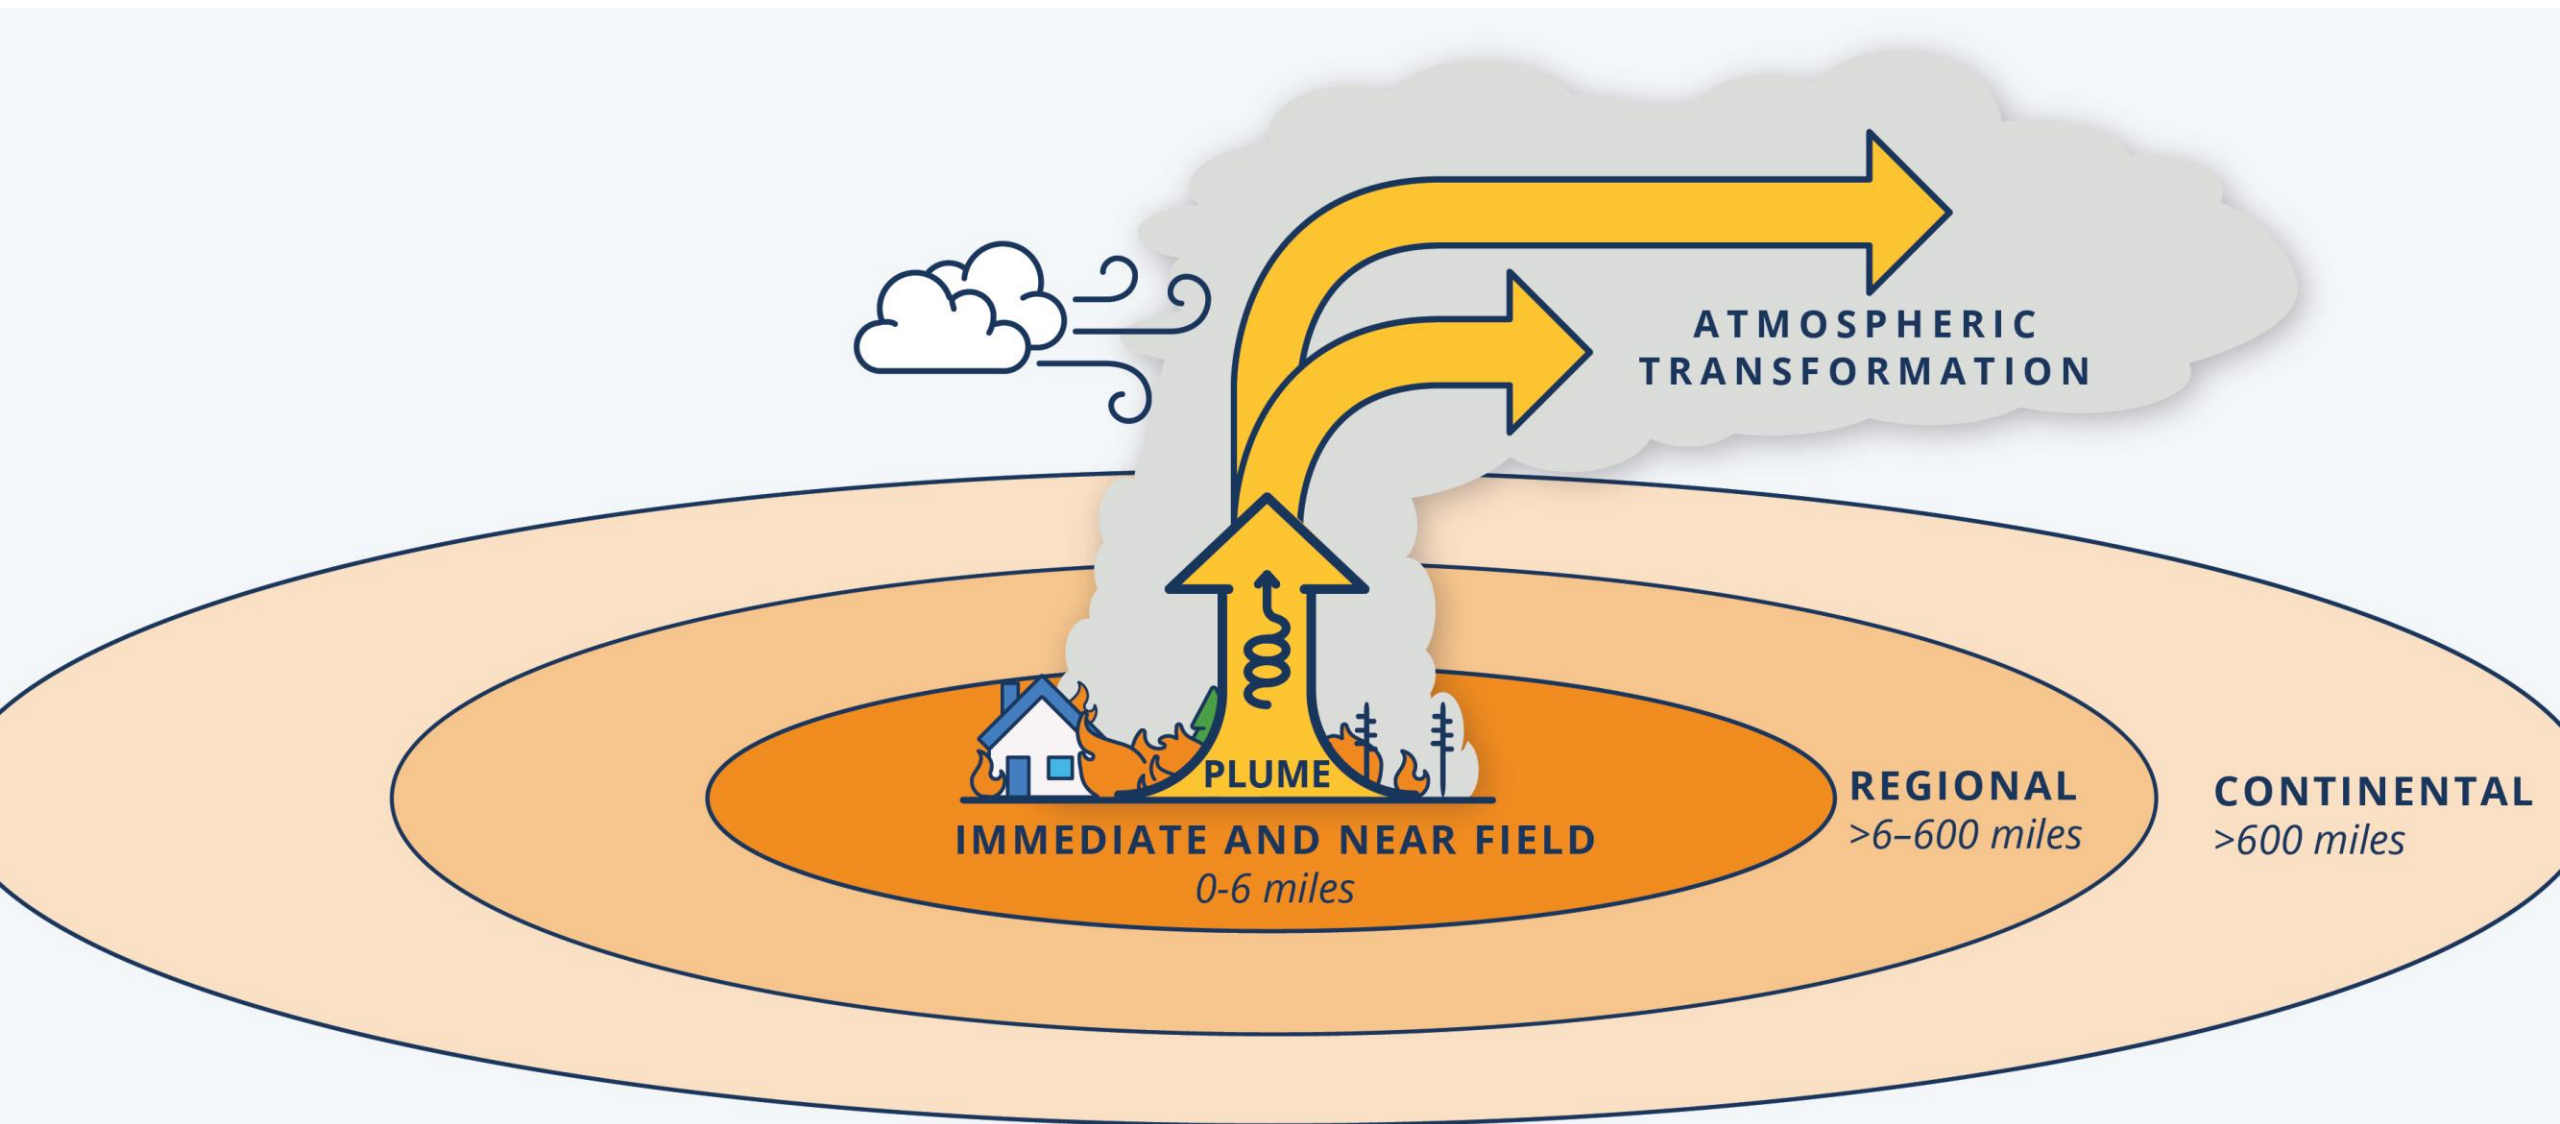 ATMOSPHERIC
TRANSFORMATION
PLUME
IMMEDIATE AND NEAR FIELD
0-6 miles
REGIONAL
>6–600 miles
CONTINENTAL
>600 miles